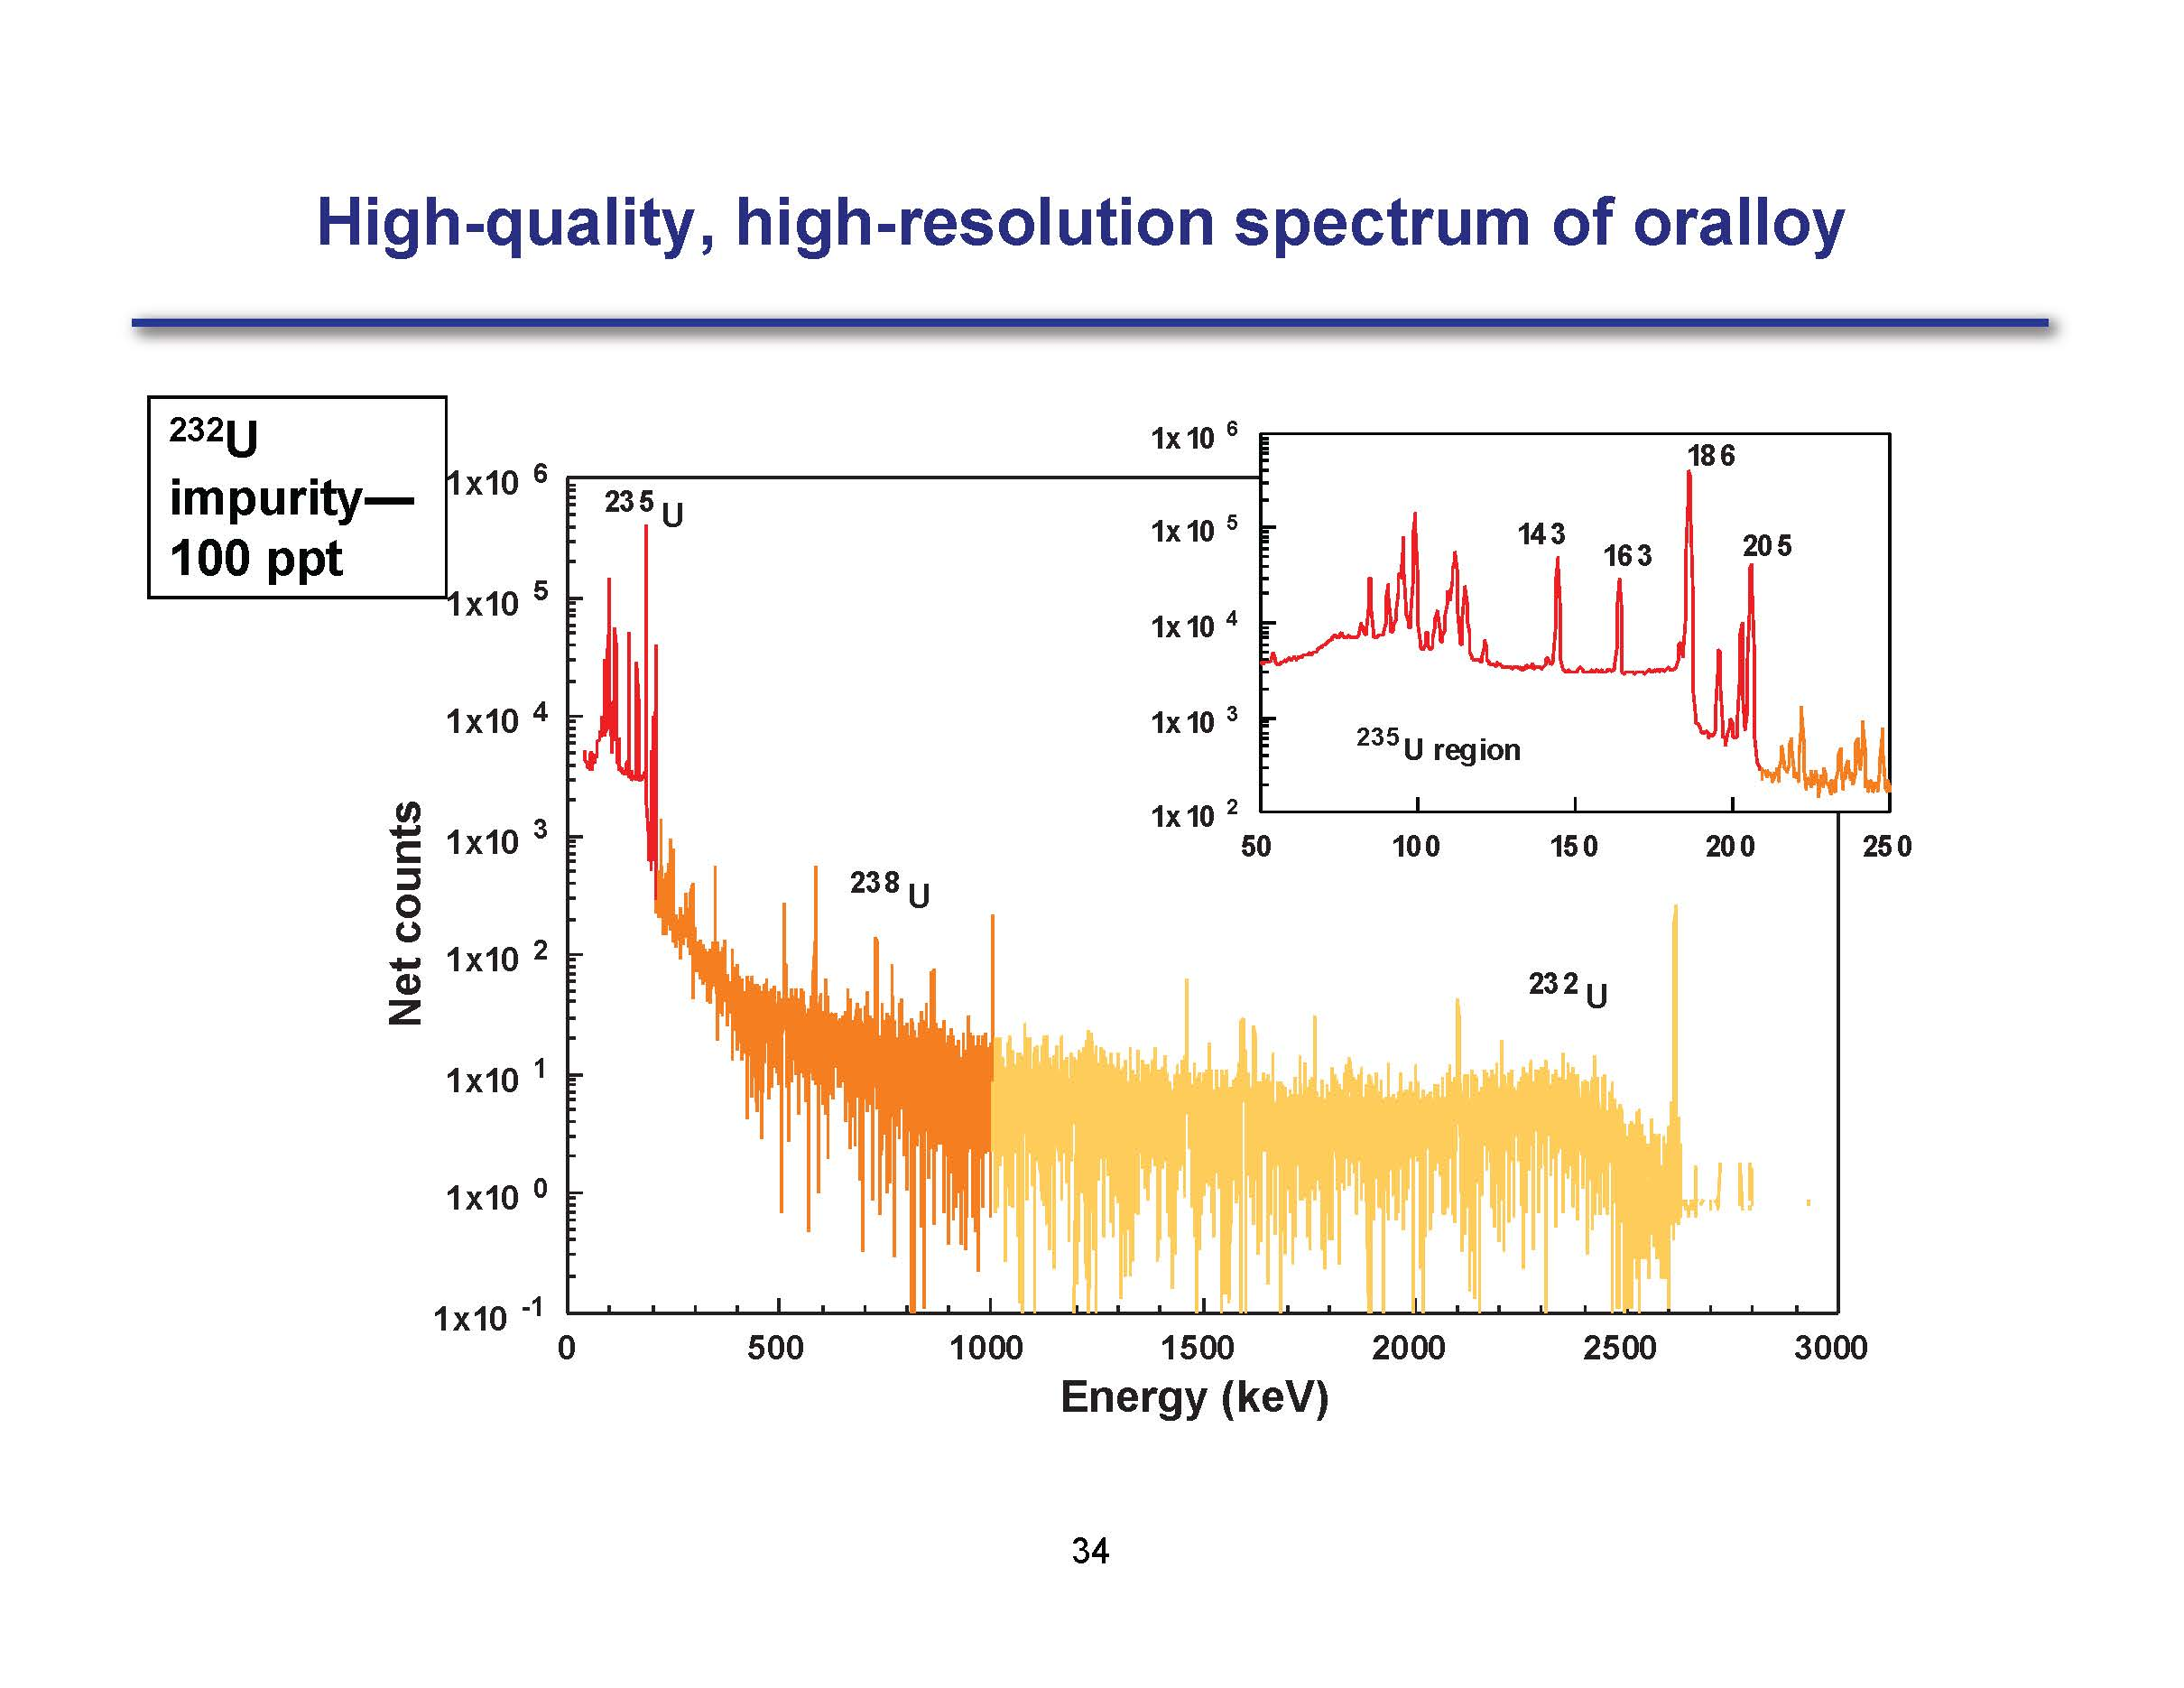 High-quality, high-resolution spectrum of oralloy
232U
impurity—
100 ppt
1x10 6
1x10 5
1x10 4
1x10 3
1x10 2
1x10 1
1x10 0
1x10 -1
Net counts
235 U
238 U
232 U
0 500 1000 1500 2000 2500 3000
Energy (keV)
1x10 6
1x10 5
1x10 4
1x10 3
1x10 2
143
163
186
205
235U region
50 100 150 200 250
34